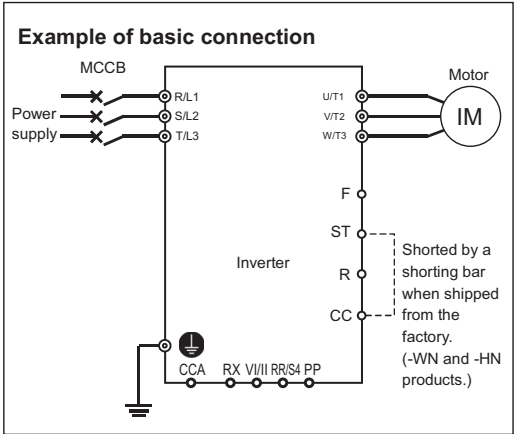 Example of basic connection
MCCB
Motor
Power
supply
R/L1
S/L2
T/L3
U/T1
V/T2
W/T3
IM
F
ST
R
CC
Inverter
Shorted by a
shorting bar
when shipped
from the
factory.
(-WN and -HN
products.)
CCA RX VI/II RR/S4 PP